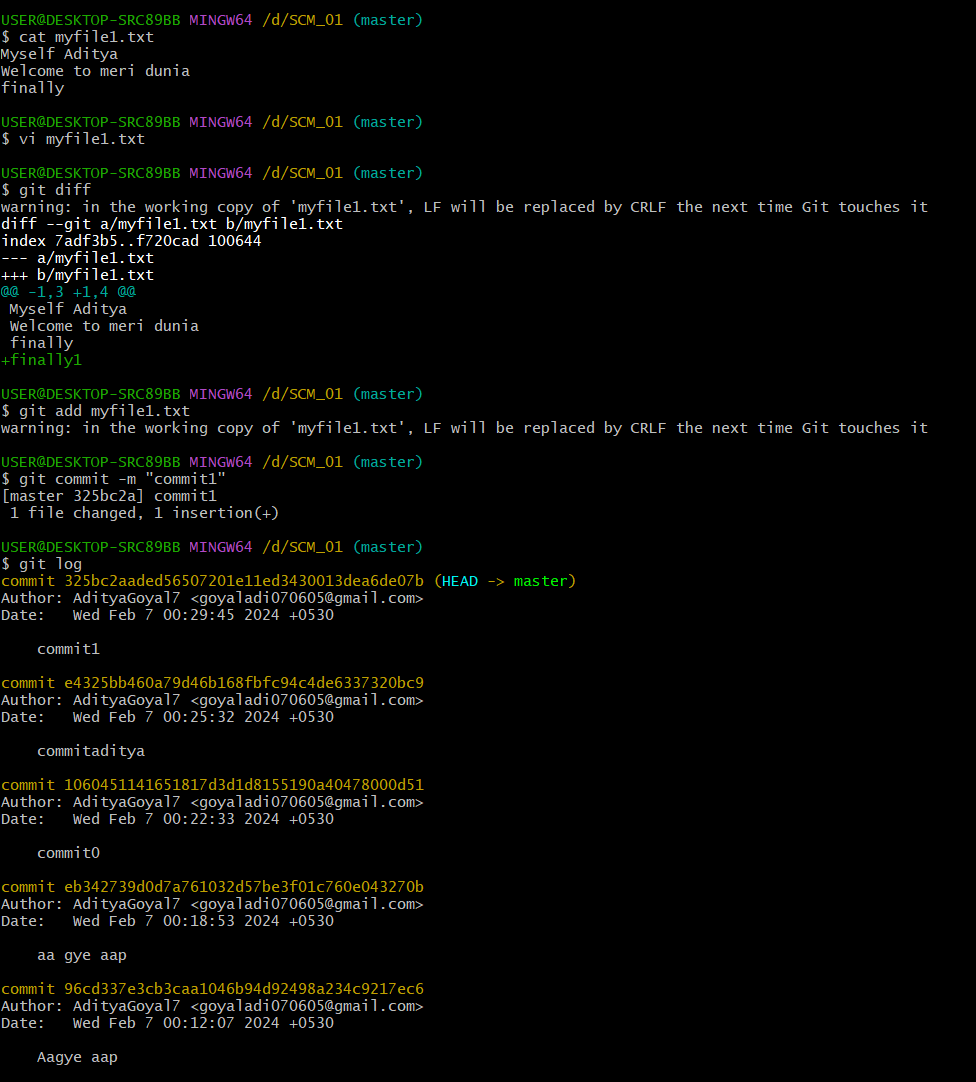 USER@DESKTOP-SRC89BB MINGW64 /d/SCM_01 (master)
$ cat myfile1.txt
Myself Aditya
Welcome to meri dunia
finally
USER@DESKTOP-SRC89BB MINGW64 /d/SCM_01 (master)
$ vi myfile1.txt
USER@DESKTOP-SRC89BB MINGW64 /d/SCM_01 (master)
$ git diff
warning: in the working copy of 'myfile1.txt', LF will be replaced by CRLF the next time Git touches it
diff --git a/myfile1.txt b/myfile1.txt
index 7adf3b5..f720cad 100644
--- a/myfile1.txt
+++ b/myfile1.txt
@@ -1,3 +1,4 @@
 Myself Aditya
 Welcome to meri dunia
 finally
+finally1
USER@DESKTOP-SRC89BB MINGW64 /d/SCM_01 (master)
$ git add myfile1.txt
warning: in the working copy of 'myfile1.txt', LF will be replaced by CRLF the next time Git touches it
USER@DESKTOP-SRC89BB MINGW64 /d/SCM_01 (master)
$ git commit -m "commit1"
[master 325bc2a] commit1
 1 file changed, 1 insertion(+)
USER@DESKTOP-SRC89BB MINGW64 /d/SCM_01 (master)
$ git log
commit 325bc2aaded56507201e11ed3430013dea6de07b (HEAD -> master)
Author: AdityaGoyal7 <goyaladi070605@gmail.com>
Date:   Wed Feb 7 00:29:45 2024 +0530
    commit1
commit e4325bb460a79d46b168fbfc94c4de6337320bc9
Author: AdityaGoyal7 <goyaladi070605@gmail.com>
Date:   Wed Feb 7 00:25:32 2024 +0530
    commitaditya
commit 1060451141651817d3d1d8155190a40478000d51
Author: AdityaGoyal7 <goyaladi070605@gmail.com>
Date:   Wed Feb 7 00:22:33 2024 +0530
    commit0
commit eb342739d0d7a761032d57be3f01c760e043270b
Author: AdityaGoyal7 <goyaladi070605@gmail.com>
Date:   Wed Feb 7 00:18:53 2024 +0530
    aa gye aap
commit 96cd337e3cb3caa1046b94d92498a234c9217ec6
Author: AdityaGoyal7 <goyaladi070605@gmail.com>
Date:   Wed Feb 7 00:12:07 2024 +0530
    Aagye aap